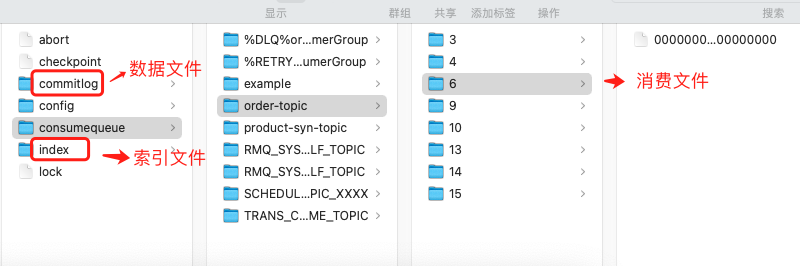 显示
群组
共享
添加标签
操作
搜索
abort
checkpoint
commitlog
config
consumequeue
index
lock
数据文件
索引文件
%DLQ%or...merGroup
%RETRY...umerGroup
example
order-topic
product-syn-topic
RMQ_SYS...LF_TOPIC
RMQ_SYS...LF_TOPIC
SCHEDUL...PIC_XXXX
TRANS_C...ME_TOPIC
3
4
6
9
10
13
14
15
消费文件
0000000...00000000